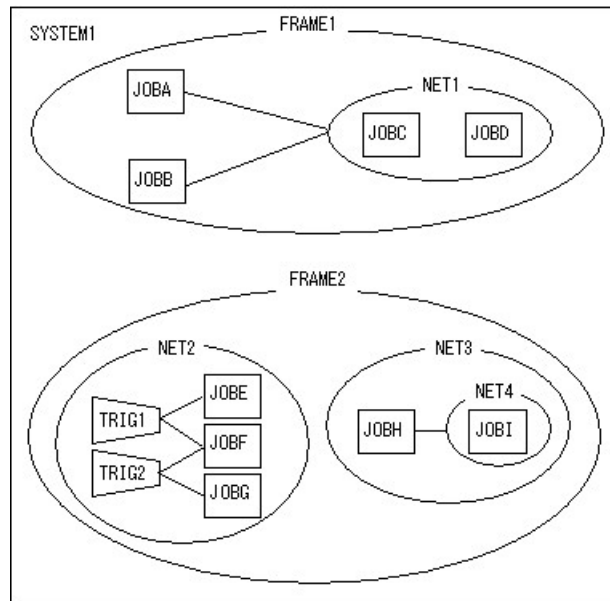 SYSTEM1
FRAME1
JOBA
NET1
JOBC
JOBD
JOBB
FRAME2
NET2
NET3
JOBE
NET4
TRIG1
JOBF
JOBH
JOBI
TRIG2
JOBG